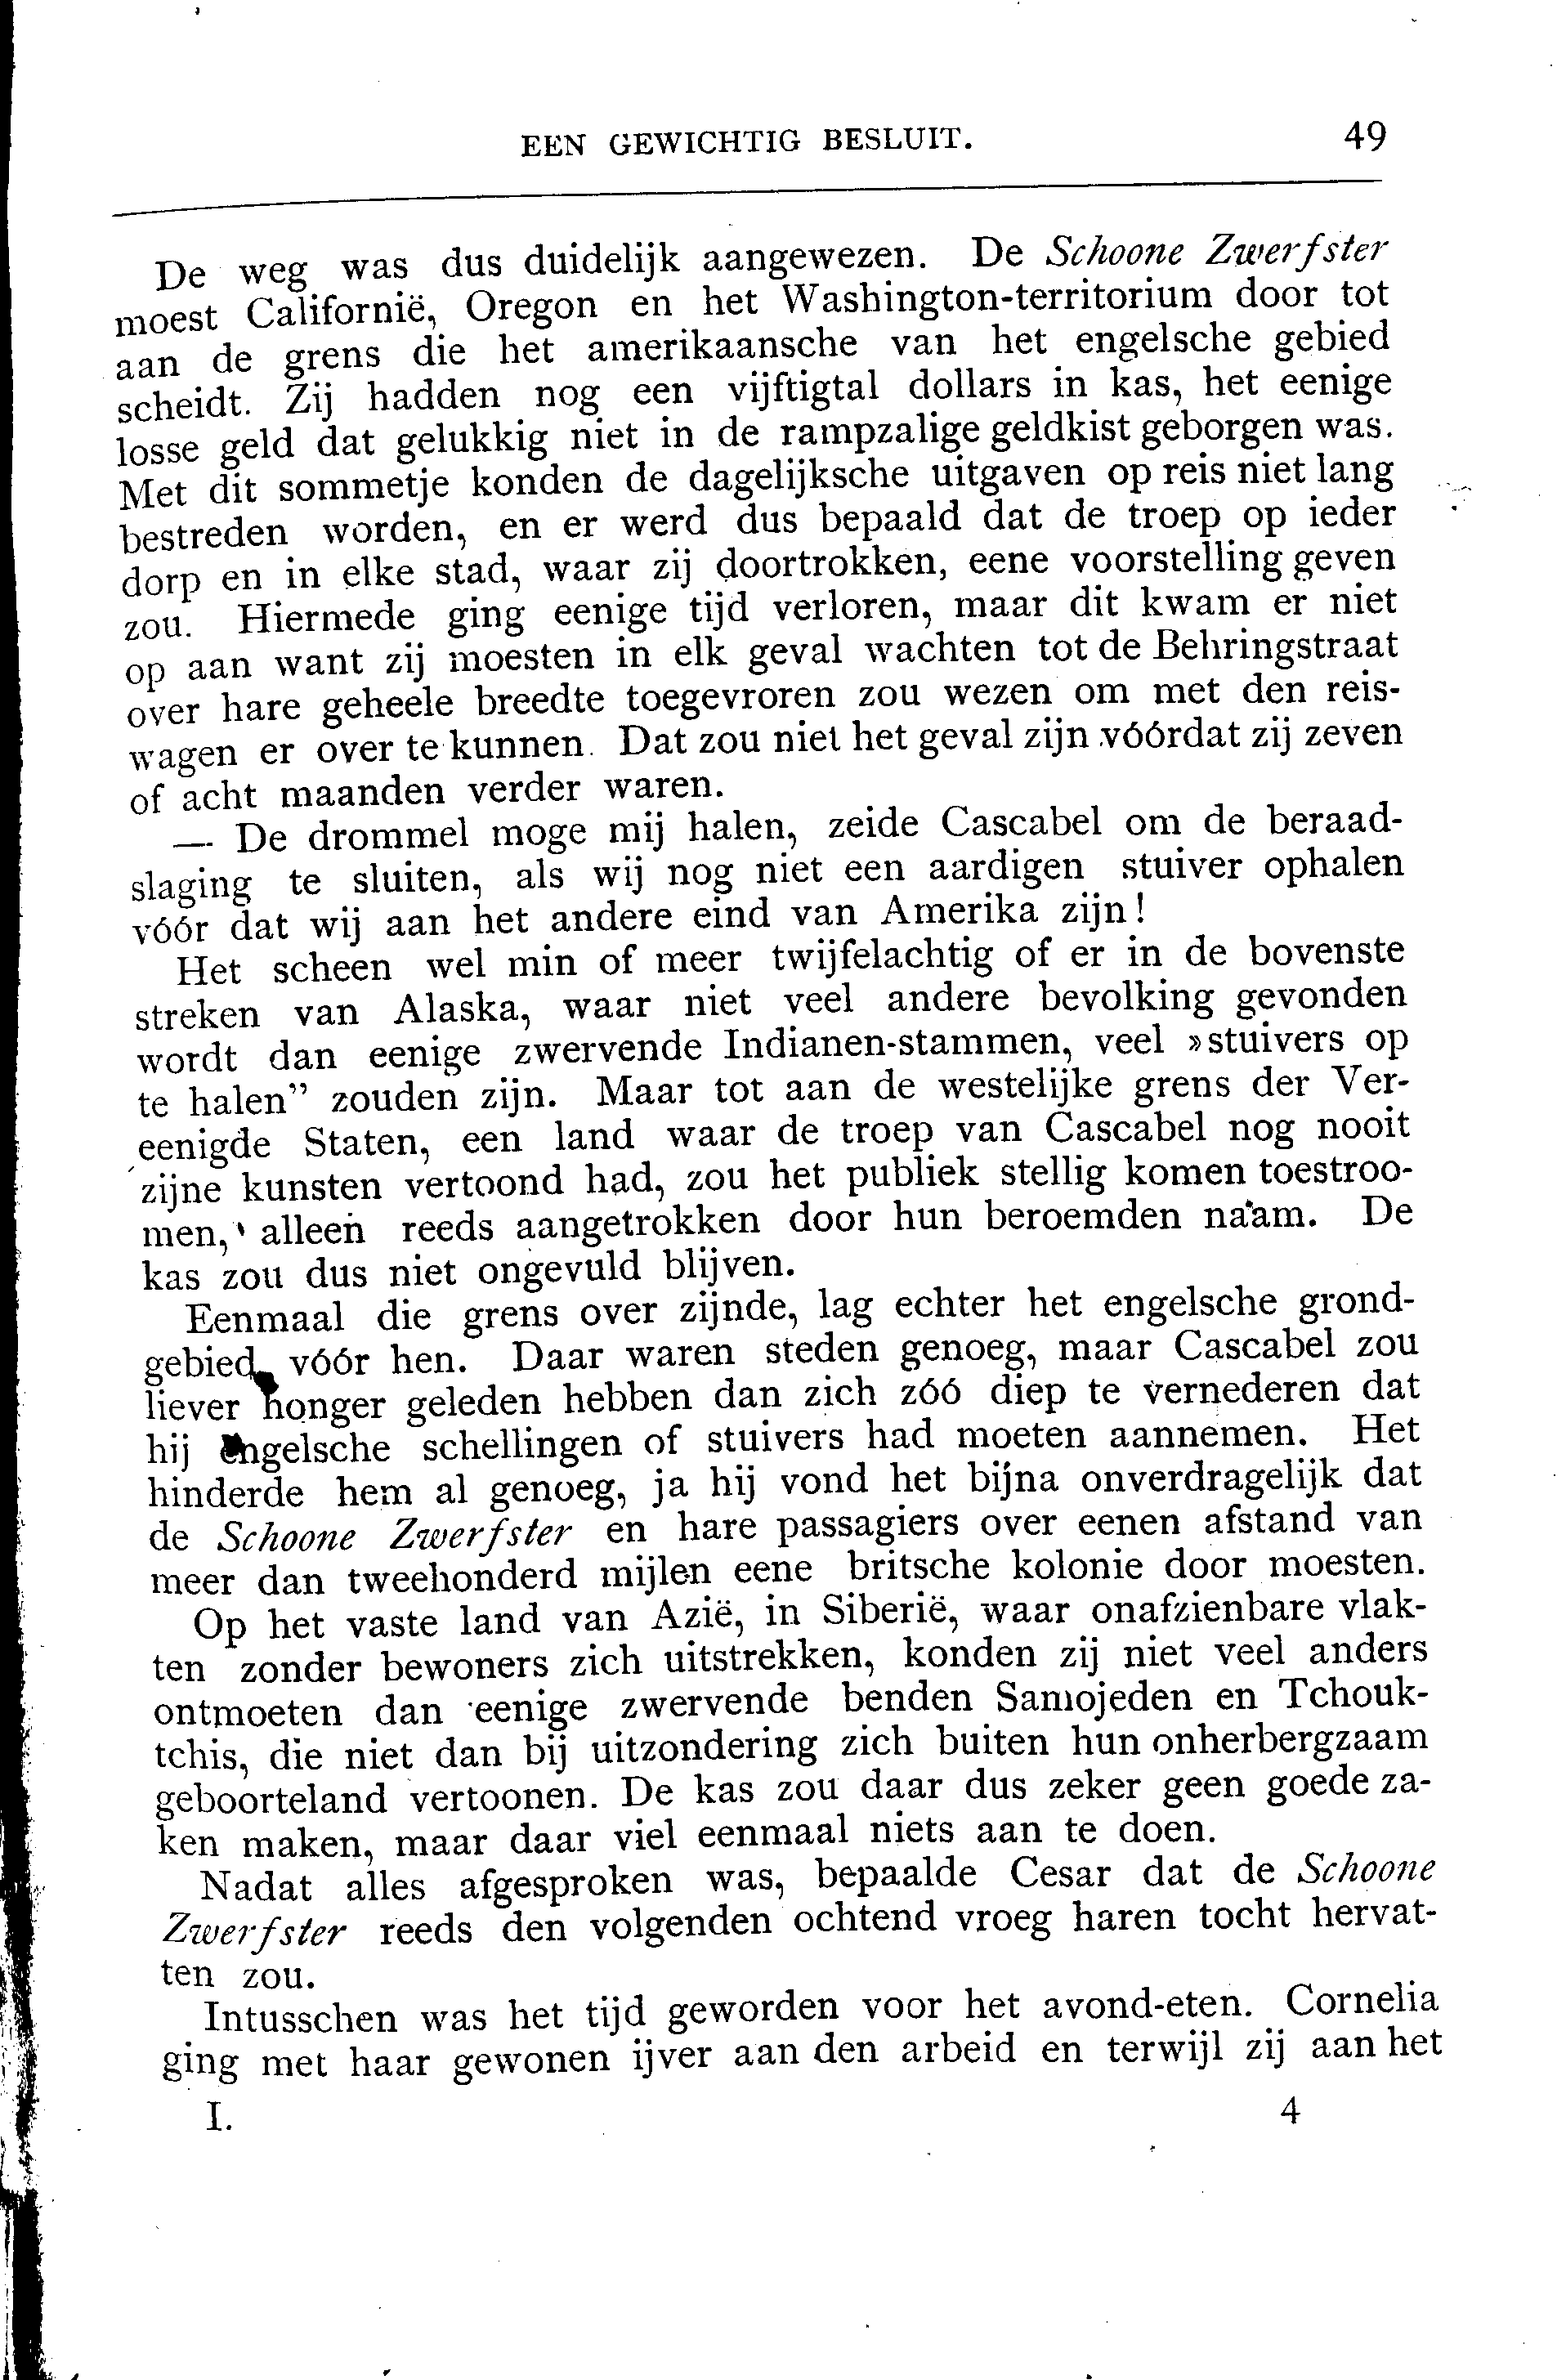 EEN GEWICHTIG BESLUIT. 49
De weg was dus duidelijk aangewezen. De Schoone Zwerfster
moest Californië, Oregon en het Washington-territorium door tot
aan de grens die het amerikaansche van het engelsche gebied
scheidt. Zij hadden nog een vijftigtal dollars in kas, het eenige
losse geld dat gelukkig niet in de rampzalige geldkist geborgen was.
Met dit sommetje konden de dagelijksche uitgaven op reis niet lang
bestreden worden, en er werd dus bepaald dat de troep op ieder
dorp en in elke stad, waar zij doortrokken, eene voorstelling geven
zou. Hiermede ging eenige tijd verloren, maar dit kwam er niet
op aan want zij moesten in elk geval wachten tot de Behringstraat
over hare geheele breedte toegevroren zou wezen om met den reis-
wagen er over te kunnen. Dat zou niet het geval zijn vóórdat zij zeven
of acht maanden verder waren.
— De drommel moge mij halen, zeide Cascabel om de beraad-
slaging te sluiten, als wij nog niet een aardigen stuiver ophalen
vóór dat wij aan het andere eind van Amerika zijn!
Het scheen wel min of meer twijfelachtig of er in de bovenste
streken van Alaska, waar niet veel andere bevolking gevonden
wordt dan eenige zwervende Indianen-stammen, veel »stuivers op
te halen” zouden zijn. Maar tot aan de westelijke grens der Ver-
eenigde Staten, een land waar de troep van Cascabel nog nooit
zijne kunsten vertoond had, zou het publiek stellig komen toestroo-
men, alleen reeds aangetrokken door hun beroemden naam. De
kas zou dus niet ongevuld blijven.
Eenmaal die grens over zijnde, lag echter het engelsche grond-
gebied vóór hen. Daar waren steden genoeg, maar Cascabel zou
liever honger geleden hebben dan zich zóó diep te vernederen dat
hij engelsche schellingen of stuivers had moeten aannemen. Het
hinderde hem al genoeg, ja hij vond het bijna onverdragelijk dat
de Schoone Zwerfster en hare passagiers over eenen afstand van
meer dan tweehonderd mijlen eene britsche kolonie door moesten.
Op het vaste land van Azië, in Siberië, waar onafzienbare vlak-
ten zonder bewoners zich uitstrekken, konden zij niet veel anders
ontmoeten dan eenige zwervende benden Samojeden en Tchouk-
tchis, die niet dan bij uitzondering zich buiten hun onherbergzaam
geboorteland vertoonen. De kas zou daar dus zeker geen goede za-
ken maken, maar daar viel eenmaal niets aan te doen.
Nadat alles afgesproken was, bepaalde Cesar dat de Schoone
Zwerfster reeds den volgenden ochtend vroeg haren tocht hervat-
ten zou.
Intusschen was het tijd geworden voor het avond-eten. Cornelia
ging met haar gewonen ijver aan den arbeid en terwijl zij aan het
I. 4